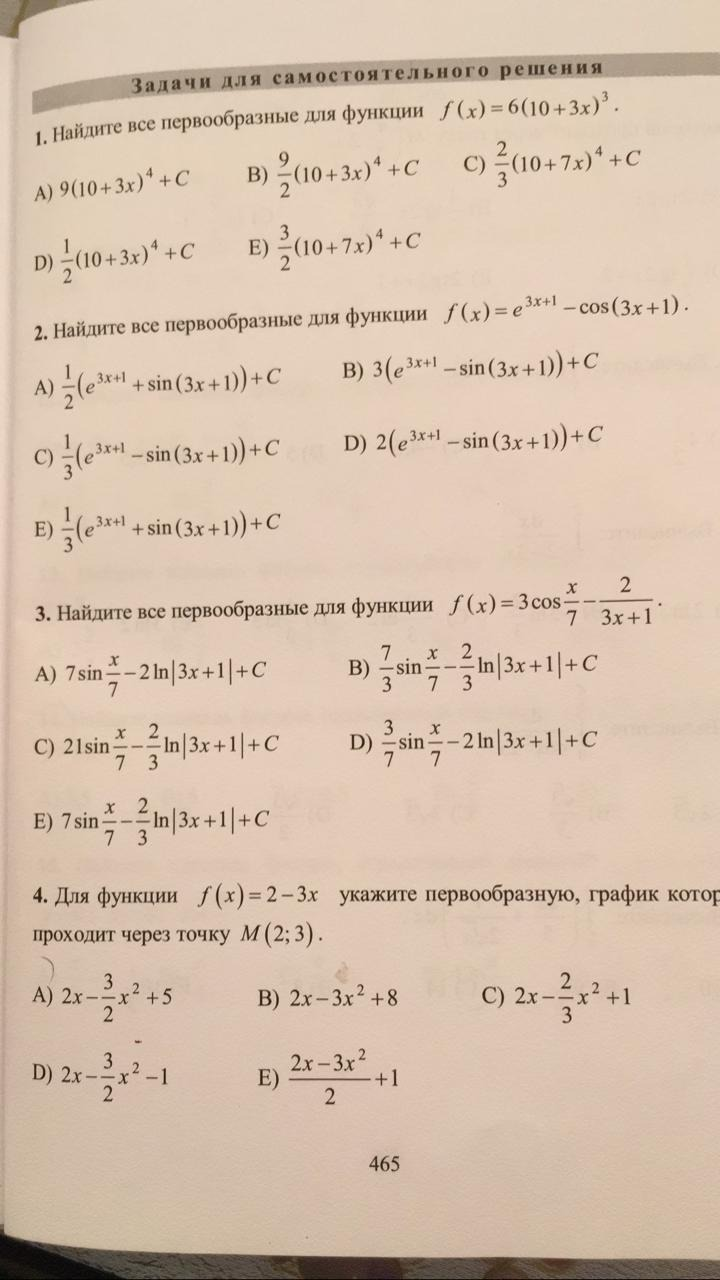 Задачи для самостоятельного решения
1. Найдите все первообразные для функции f(x)=6(10+3x)³.
A) 9(10+3x)⁴+C B) 9/2(10+3x)⁴+C C) 2/3(10+7x)⁴+C
D) 1/2(10+3x)⁴+C E) 3/2(10+7x)⁴+C
2. Найдите все первообразные для функции f(x)=e^(3x+1)−cos(3x+1).
A) 1/2(e^(3x+1)+sin(3x+1))+C B) 3(e^(3x+1)−sin(3x+1))+C
C) 1/3(e^(3x+1)−sin(3x+1))+C D) 2(e^(3x+1)−sin(3x+1))+C
E) 1/3(e^(3x+1)+sin(3x+1))+C
3. Найдите все первообразные для функции f(x)=3cos x/7−2/(3x+1).
A) 7sin x/7−2ln|3x+1|+C B) 7/3 sin x/7−2/3 ln|3x+1|+C
C) 21sin x/7−2/3 ln|3x+1|+C D) 3/7 sin x/7−2ln|3x+1|+C
E) 7sin x/7−2/3 ln|3x+1|+C
4. Для функции f(x)=2−3x укажите первообразную, график котор
проходит через точку M(2;3).
A) 2x−3/2x²+5 B) 2x−3x²+8 C) 2x−2/3x²+1
D) 2x−3/2x²−1 E) (2x−3x²)/2+1
465